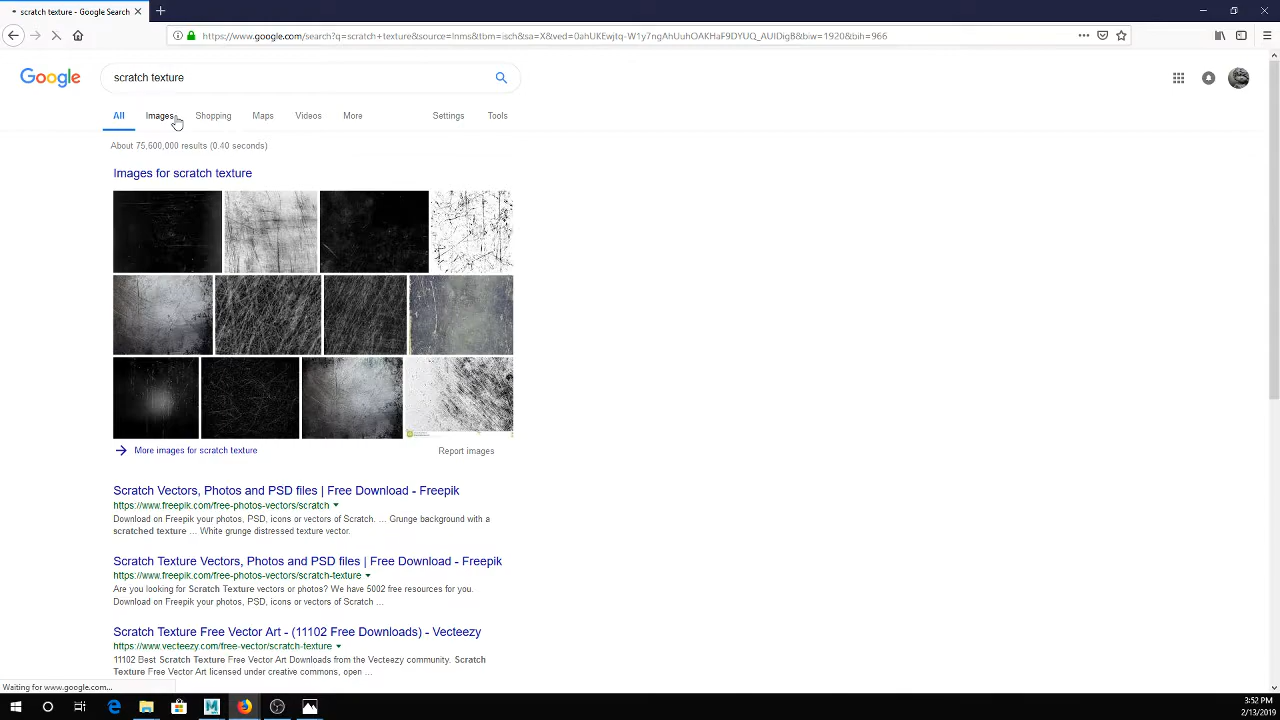 scratch texture - Google Search
https://www.google.com/search?q=scratch+texture&source=lnms&tbm=isch&sa=X&ved=0ahUKEwjtq-W1y7ngAhUuhOAKHaF9DYUQ_AUIDigB&biw=1920&bih=966
Google
scratch texture
All Images Shopping Maps Videos More Settings Tools
About 75,600,000 results (0.40 seconds)
Images for scratch texture
More images for scratch texture Report images
Scratch Vectors, Photos and PSD files | Free Download - Freepik
https://www.freepik.com/free-photos-vectors/scratch
Download on Freepik your photos, PSD, icons or vectors of Scratch. ... Grunge background with a
scratched texture ... White grunge distressed texture vector.
Scratch Texture Vectors, Photos and PSD files | Free Download - Freepik
https://www.freepik.com/free-photos-vectors/scratch-texture
Are you looking for Scratch Texture vectors or photos? We have 5002 free resources for you.
Download on Freepik your photos, PSD, icons or vectors of Scratch ...
Scratch Texture Free Vector Art - (11102 Free Downloads) - Vecteezy
https://www.vecteezy.com/free-vector/scratch-texture
11102 Best Scratch Texture Free Vector Art Downloads from the Vecteezy community. Scratch
Texture Free Vector Art licensed under creative commons, open ...
Waiting for www.google.com...
3:52 PM
2/13/2019